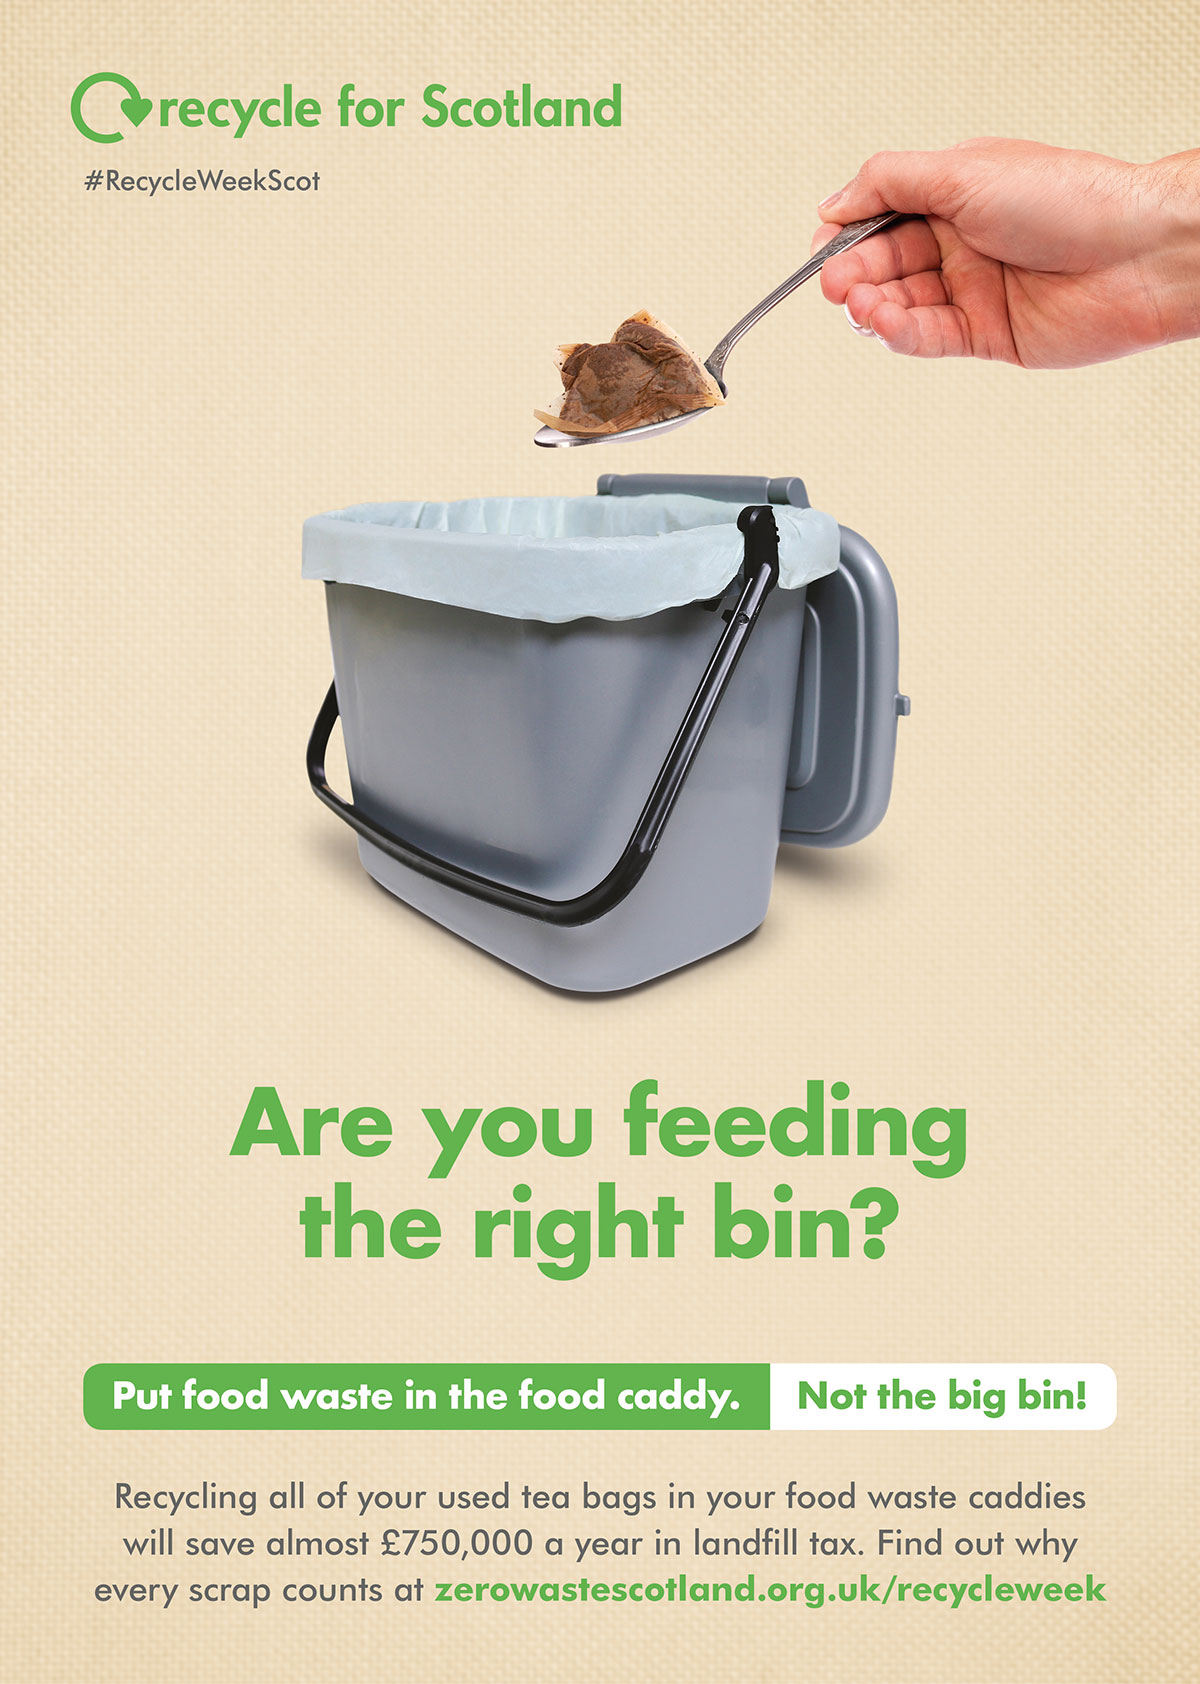 recycle for Scotland
#RecycleWeekScot
Are you feeding
the right bin?
Put food waste in the food caddy. Not the big bin!
Recycling all of your used tea bags in your food waste caddies
will save almost £750,000 a year in landfill tax. Find out why
every scrap counts at zerowastescotland.org.uk/recycleweek